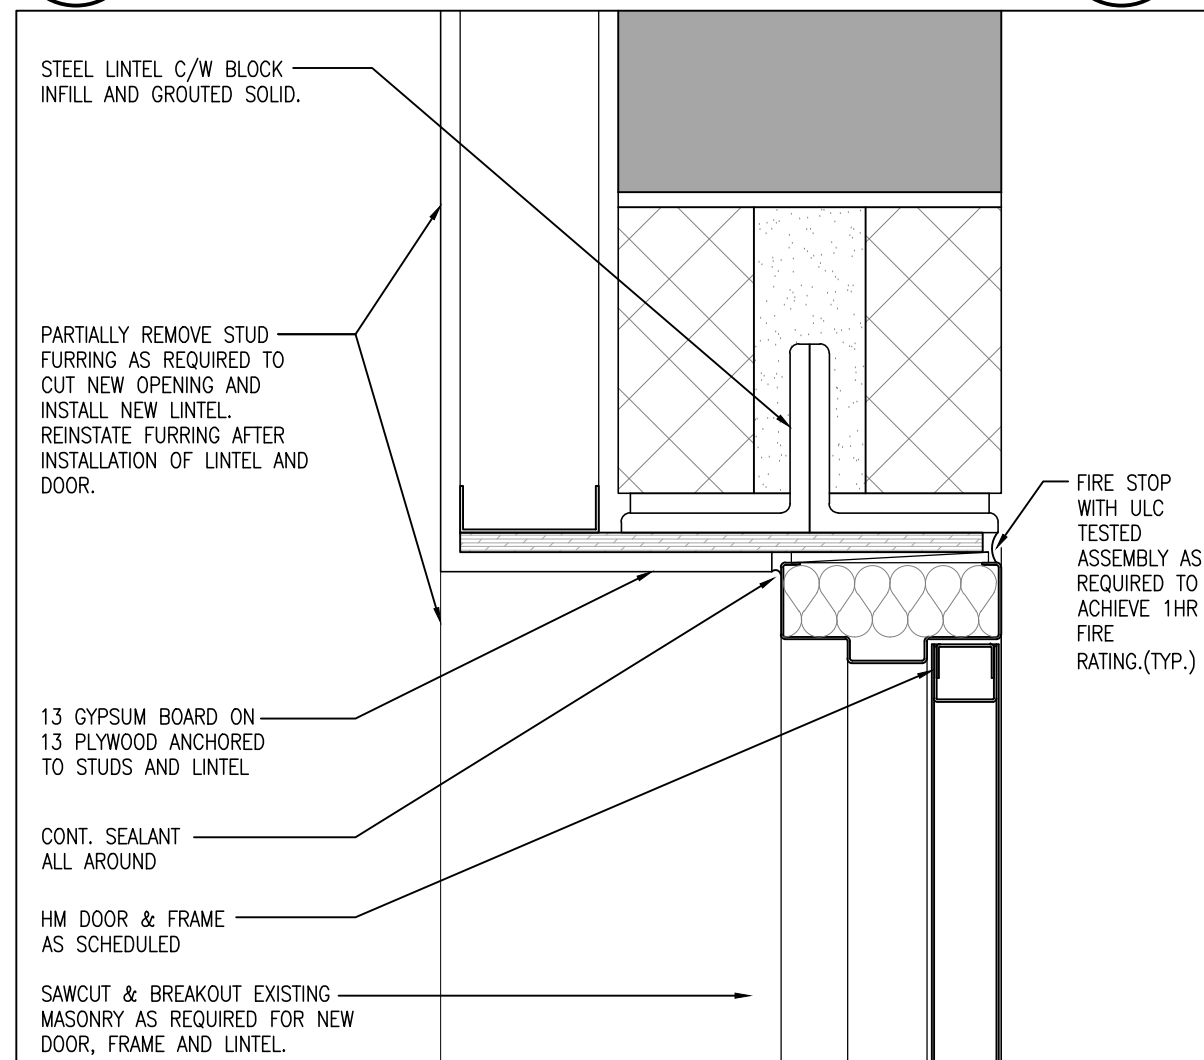 STEEL LINTEL C/W BLOCK
INFILL AND GROUTED SOLID.
PARTIALLY REMOVE STUD
FURRING AS REQUIRED TO
CUT NEW OPENING AND
INSTALL NEW LINTEL.
REINSTATE FURRING AFTER
INSTALLATION OF LINTEL AND
DOOR.
FIRE STOP
WITH ULC
TESTED
ASSEMBLY AS
REQUIRED TO
ACHIEVE 1HR
FIRE
RATING.(TYP.)
13 GYPSUM BOARD ON
13 PLYWOOD ANCHORED
TO STUDS AND LINTEL
CONT. SEALANT
ALL AROUND
HM DOOR & FRAME
AS SCHEDULED
SAWCUT & BREAKOUT EXISTING
MASONRY AS REQUIRED FOR NEW
DOOR, FRAME AND LINTEL.